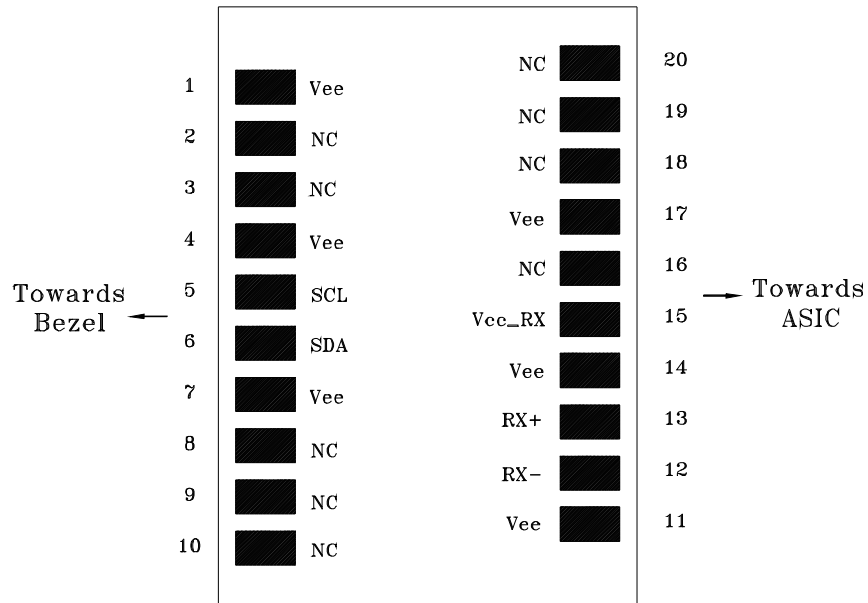 1 Vee
2 NC
3 NC
4 Vee
5 SCL
6 SDA
7 Vee
8 NC
9 NC
10 NC
Towards
Bezel
NC 20
NC 19
NC 18
Vee 17
NC 16
Vcc_RX 15
Vee 14
RX+ 13
RX- 12
Vee 11
Towards
ASIC